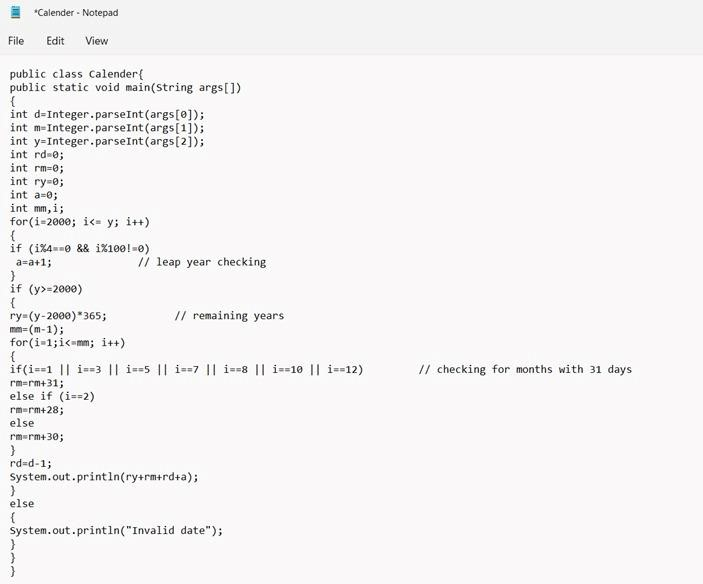 *Calender - Notepad
File Edit View
public class Calender{
public static void main(String args[])
{
int d=Integer.parseInt(args[0]);
int m=Integer.parseInt(args[1]);
int y=Integer.parseInt(args[2]);
int rd=0;
int rm=0;
int ry=0;
int a=0;
int mm,i;
for(i=2000; i<= y; i++)
{
if (i%4==0 && i%100!=0)
 a=a+1;             // leap year checking
}
if (y>=2000)
{
ry=(y-2000)*365;          // remaining years
mm=(m-1);
for(i=1;i<=mm; i++)
{
if(i==1 || i==3 || i==5 || i==7 || i==8 || i==10 || i==12)        // checking for months with 31 days
rm=rm+31;
else if (i==2)
rm=rm+28;
else
rm=rm+30;
}
rd=d-1;
System.out.println(ry+rm+rd+a);
}
else
{
System.out.println("Invalid date");
}
}
}